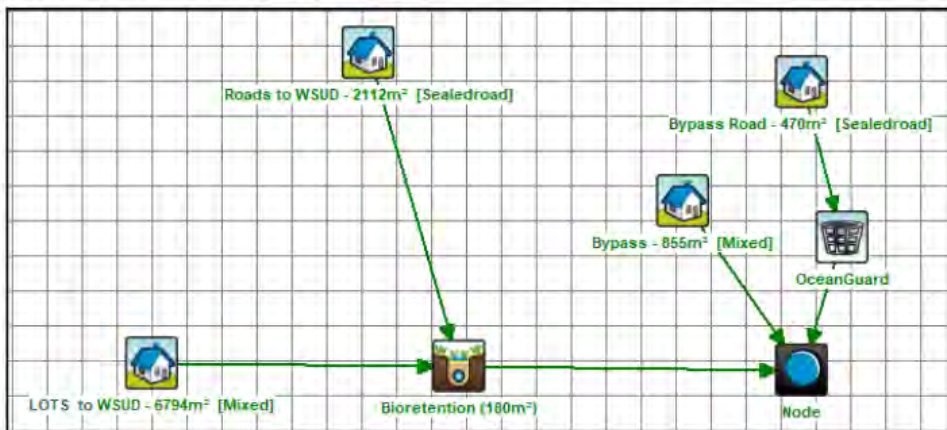 Roads to WSUD - 2112m² [Sealedroad]
Bypass Road - 470m² [Sealedroad]
Bypass - 855m² [Mixed]
OceanGuard
LOTS to WSUD - 6794m² [Mixed]
Bioretention (180m²)
Node